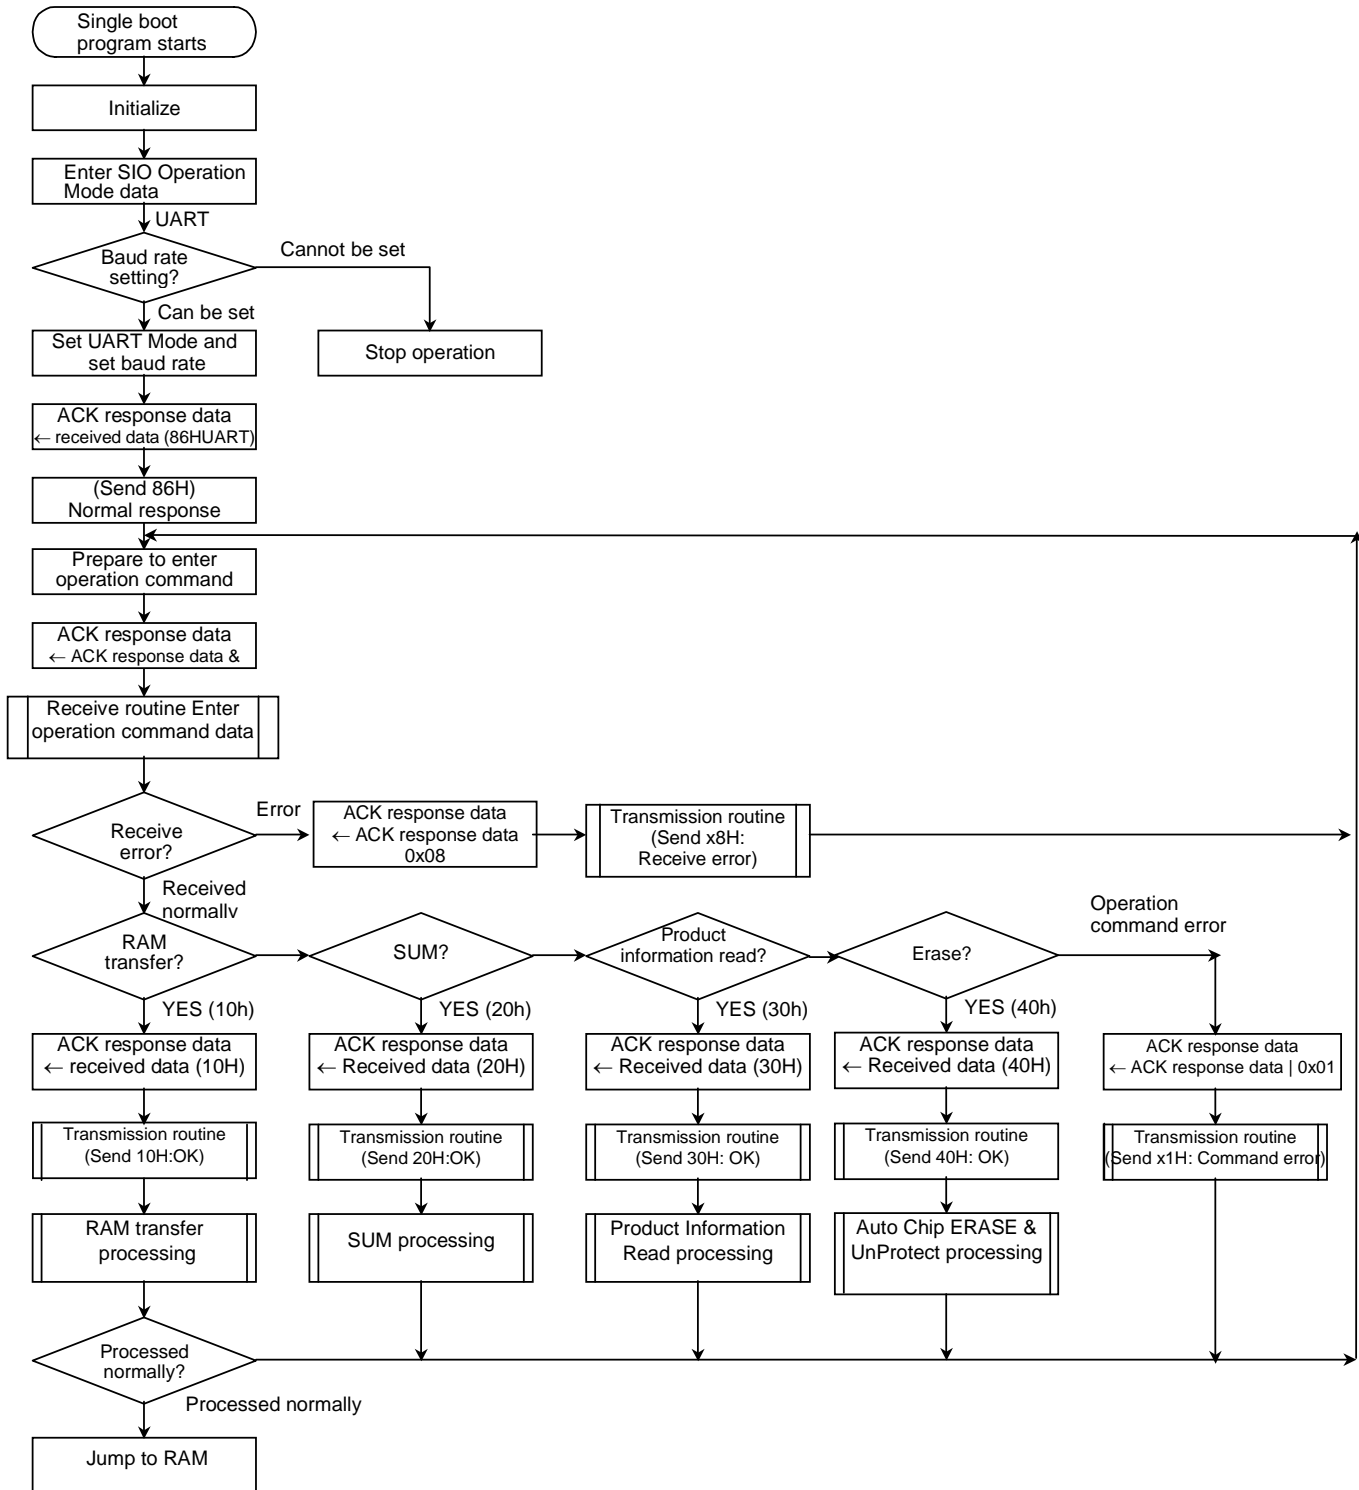 Single boot
program starts
Initialize
Enter SIO Operation
Mode data
UART
Baud rate
setting?
Cannot be set
Can be set
Set UART Mode and
set baud rate
Stop operation
ACK response data
← received data (86HUART)
(Send 86H)
Normal response
Prepare to enter
operation command
ACK response data
← ACK response data &
Receive routine Enter
operation command data
Receive
error?
Error
ACK response data
← ACK response data
0x08
Transmission routine
(Send x8H:
Receive error)
Received
normally
RAM
transfer?
SUM?
Product
information read?
Erase?
Operation
command error
YES (10h)
YES (20h)
YES (30h)
YES (40h)
ACK response data
← received data (10H)
ACK response data
← Received data (20H)
ACK response data
← Received data (30H)
ACK response data
← Received data (40H)
ACK response data
← ACK response data | 0x01
Transmission routine
(Send 10H:OK)
Transmission routine
(Send 20H:OK)
Transmission routine
(Send 30H: OK)
Transmission routine
(Send 40H: OK)
Transmission routine
(Send x1H: Command error)
RAM transfer
processing
SUM processing
Product Information
Read processing
Auto Chip ERASE &
UnProtect processing
Processed
normally?
Processed normally
Jump to RAM